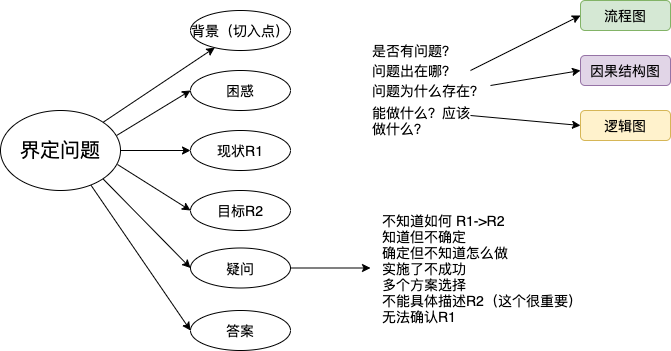 界定问题
背景（切入点）
困惑
现状R1
目标R2
疑问
答案
是否有问题？
问题出在哪？
问题为什么存在？
能做什么？应该
做什么？
流程图
因果结构图
逻辑图
不知道如何 R1->R2
知道但不确定
确定但不知道怎么做
实施了不成功
多个方案选择
不能具体描述R2（这个很重要）
无法确认R1